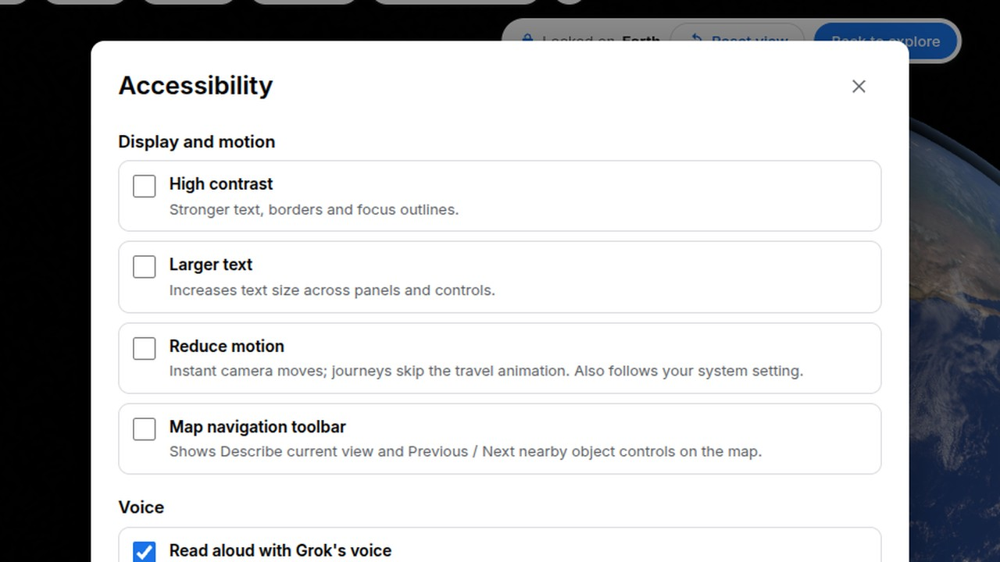 Locked on Earth Reset view Back to explore
Accessibility
Display and motion
High contrast
Stronger text, borders and focus outlines.
Larger text
Increases text size across panels and controls.
Reduce motion
Instant camera moves; journeys skip the travel animation. Also follows your system setting.
Map navigation toolbar
Shows Describe current view and Previous / Next nearby object controls on the map.
Voice
Read aloud with Grok's voice